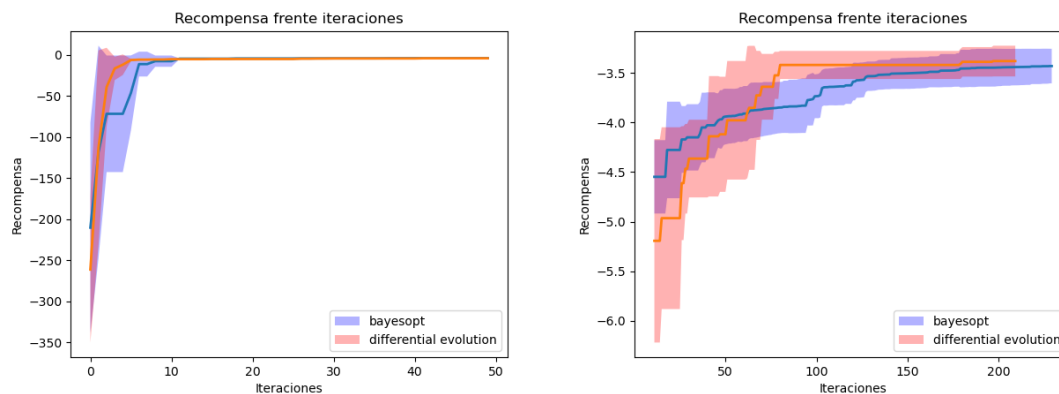 Recompensa frente iteraciones
0
−50
−100
−150
−200
−250
−300
−350
Recompensa
0
10
20
30
40
50
Iteraciones
bayesopt
differential evolution
Recompensa frente iteraciones
−3.5
−4.0
−4.5
−5.0
−5.5
−6.0
Recompensa
50
100
150
200
Iteraciones
bayesopt
differential evolution